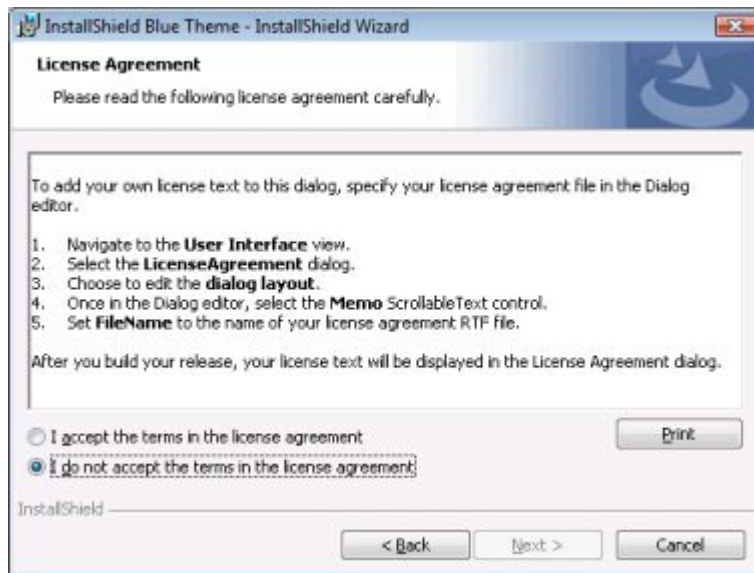 InstallShield Blue Theme - InstallShield Wizard
License Agreement
Please read the following license agreement carefully.
To add your own license text to this dialog, specify your license agreement file in the Dialog
editor.
1. Navigate to the User Interface view.
2. Select the LicenseAgreement dialog.
3. Choose to edit the dialog layout.
4. Once in the Dialog editor, select the Memo ScrollableText control.
5. Set FileName to the name of your license agreement RTF file.
After you build your release, your license text will be displayed in the License Agreement dialog.
I accept the terms in the license agreement
Print
I do not accept the terms in the license agreement
InstallShield
< Back
Next >
Cancel